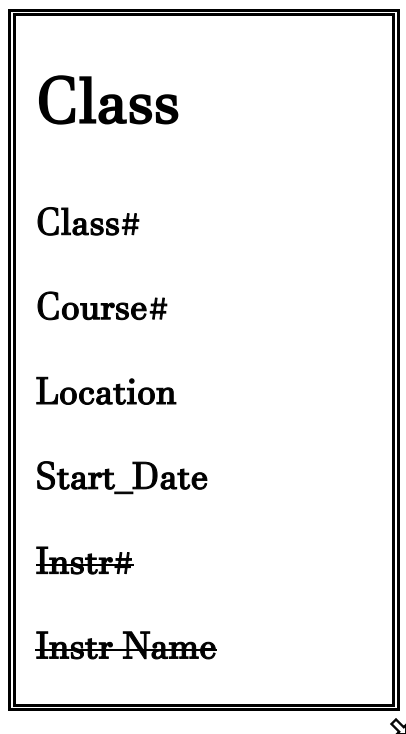 Class
Class#
Course#
Location
Start_Date
Instr#
Instr Name